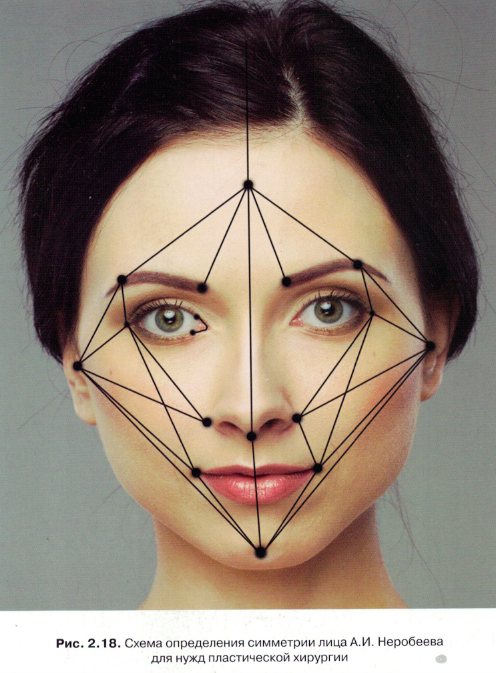 Рис. 2.18. Схема определения симметрии лица А.И. Неробеева
для нужд пластической хирургии